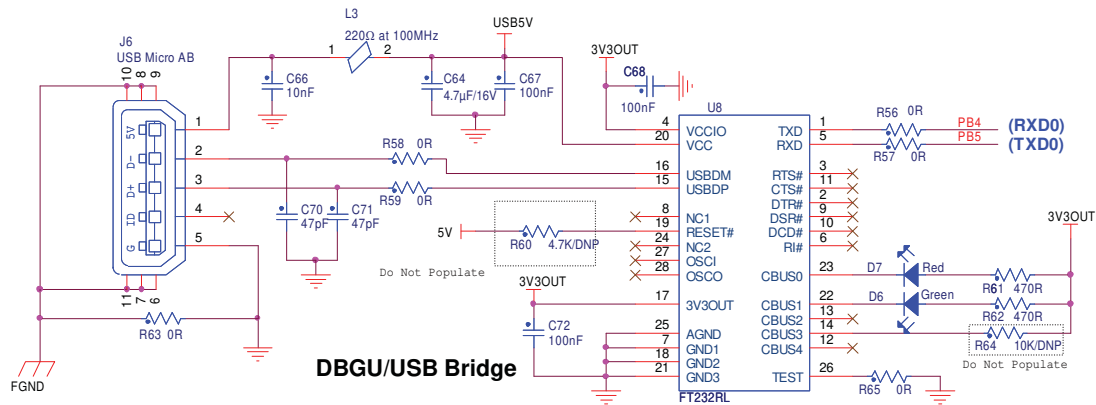 L3
220Ω at 100MHz
1
2
USB5V
J6
USB Micro AB
10
8
9
C66
10nF
C64
4.7µF/16V
C67
100nF
3V3OUT
C68
100nF
U8
5V
D-
D+
ID
G
1
2
3
4
5
11
7
6
R58
0R
R59
0R
C70
47pF
C71
47pF
R63
0R
FGND
5V
R60
4.7K/DNP
Do Not Populate
3V3OUT
C72
100nF
DBGU/USB Bridge
4
20
16
15
8
19
24
27
28
17
25
7
18
21
VCCIO
VCC
USBDM
USBDP
NC1
RESET#
NC2
OSCI
OSCO
3V3OUT
AGND
GND1
GND2
GND3
TXD
RXD
RTS#
CTS#
DTR#
DSR#
DCD#
RI#
CBUS0
CBUS1
CBUS2
CBUS3
CBUS4
TEST
FT232RL
1
5
3
11
2
9
10
6
23
22
13
14
12
26
R56
0R
PB4
(RXD0)
R57
0R
PB5
(TXD0)
3V3OUT
D7
Red
R61
470R
D6
Green
R62
470R
R64
10K/DNP
Do Not Populate
R65
0R